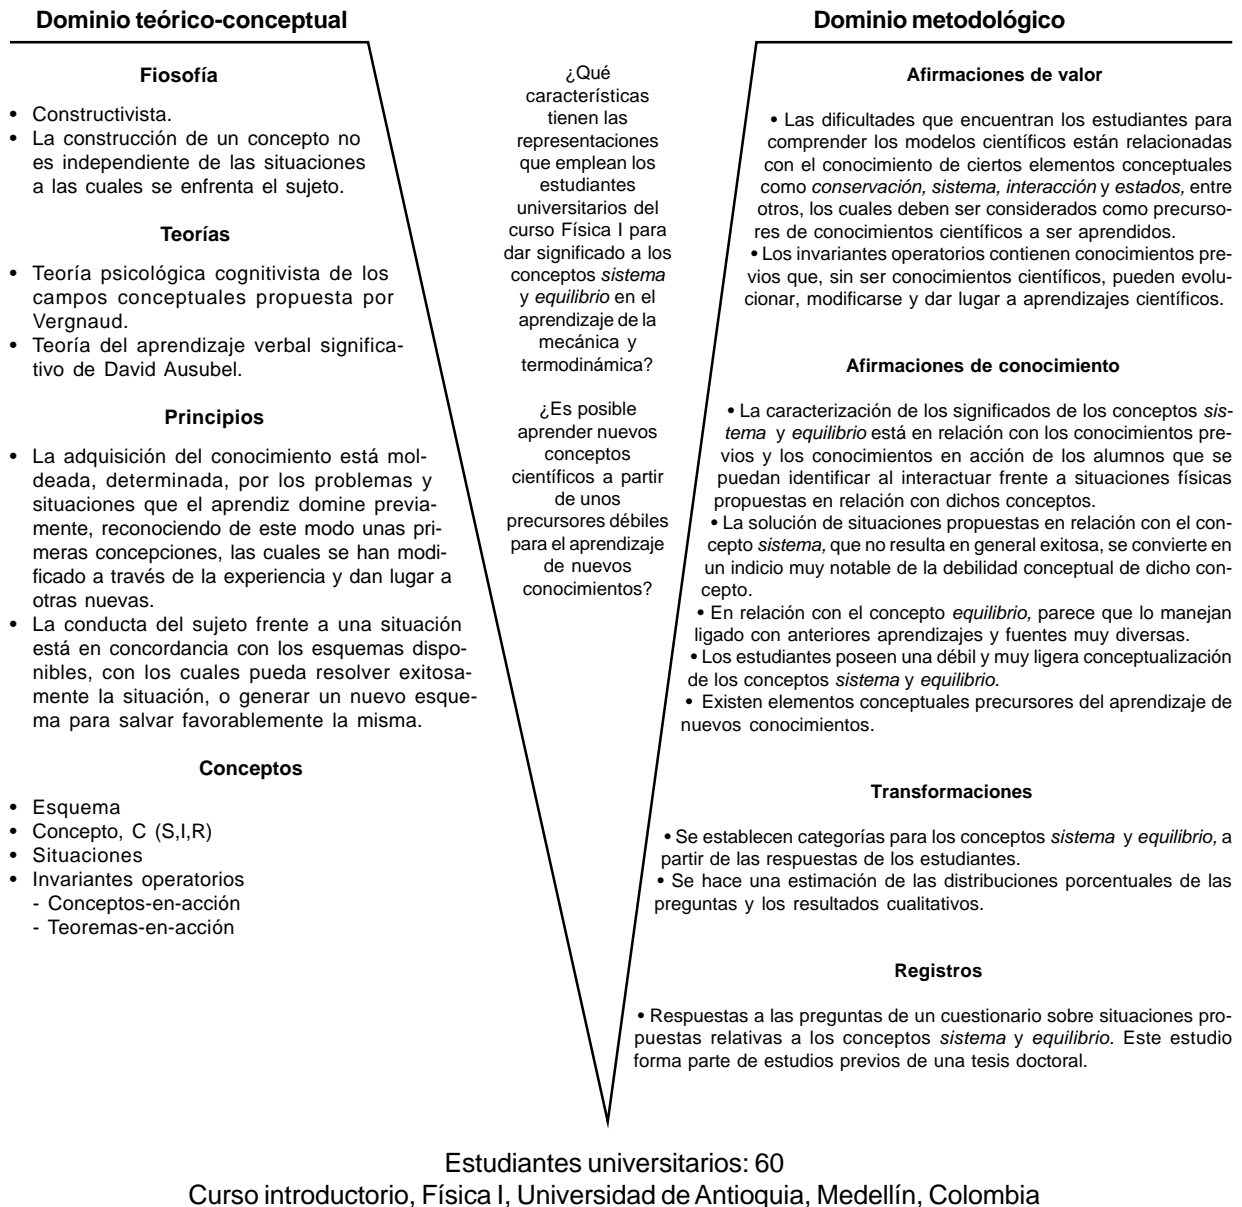 Dominio teórico-conceptual
Fiosofía
• Constructivista.
• La construcción de un concepto no
es independiente de las situaciones
a las cuales se enfrenta el sujeto.
Teorías
• Teoría psicológica cognitivista de los
campos conceptuales propuesta por
Vergnaud.
• Teoría del aprendizaje verbal significa-
tivo de David Ausubel.
Principios
• La adquisición del conocimiento está mol-
deada, determinada, por los problemas y
situaciones que el aprendiz domine previa-
mente, reconociendo de este modo unas pri-
meras concepciones, las cuales se han modi-
ficado a través de la experiencia y dan lugar a
otras nuevas.
• La conducta del sujeto frente a una situación
está en concordancia con los esquemas dispo-
nibles, con los cuales pueda resolver exitosa-
mente la situación, o generar un nuevo esque-
ma para salvar favorablemente la misma.
Conceptos
• Esquema
• Concepto, C (S,I,R)
• Situaciones
• Invariantes operatorios
- Conceptos-en-acción
- Teoremas-en-acción
¿Qué
características
tienen las
representaciones
que emplean los
estudiantes
universitarios del
curso Física I para
dar significado a los
conceptos sistema
y equilibrio en el
aprendizaje de la
mecánica y
termodinámica?
¿Es posible
aprender nuevos
conceptos
científicos a partir
de unos
precursores débiles
para el aprendizaje
de nuevos
conocimientos?
Dominio metodológico
Afirmaciones de valor
• Las dificultades que encuentran los estudiantes para
comprender los modelos científicos están relacionadas
con el conocimiento de ciertos elementos conceptuales
como conservación, sistema, interacción y estados, entre
otros, los cuales deben ser considerados como precurso-
res de conocimientos científicos a ser aprendidos.
• Los invariantes operatorios contienen conocimientos pre-
vios que, sin ser conocimientos científicos, pueden evolu-
cionar, modificarse y dar lugar a aprendizajes científicos.
Afirmaciones de conocimiento
• La caracterización de los significados de los conceptos sis-
tema y equilibrio está en relación con los conocimientos pre-
vios y los conocimientos en acción de los alumnos que se
puedan identificar al interactuar frente a situaciones físicas
propuestas en relación con dichos conceptos.
• La solución de situaciones propuestas en relación con el con-
cepto sistema, que no resulta en general exitosa, se convierte en
un indicio muy notable de la debilidad conceptual de dicho con-
cepto.
• En relación con el concepto equilibrio, parece que lo manejan
ligado con anteriores aprendizajes y fuentes muy diversas.
• Los estudiantes poseen una débil y muy ligera conceptualización
de los conceptos sistema y equilibrio.
• Existen elementos conceptuales precursores del aprendizaje de
nuevos conocimientos.
Transformaciones
• Se establecen categorías para los conceptos sistema y equilibrio, a
partir de las respuestas de los estudiantes.
• Se hace una estimación de las distribuciones porcentuales de las
preguntas y los resultados cualitativos.
Registros
• Respuestas a las preguntas de un cuestionario sobre situaciones pro-
puestas relativas a los conceptos sistema y equilibrio. Este estudio
forma parte de estudios previos de una tesis doctoral.
Estudiantes universitarios: 60
Curso introductorio, Física I, Universidad de Antioquia, Medellín, Colombia